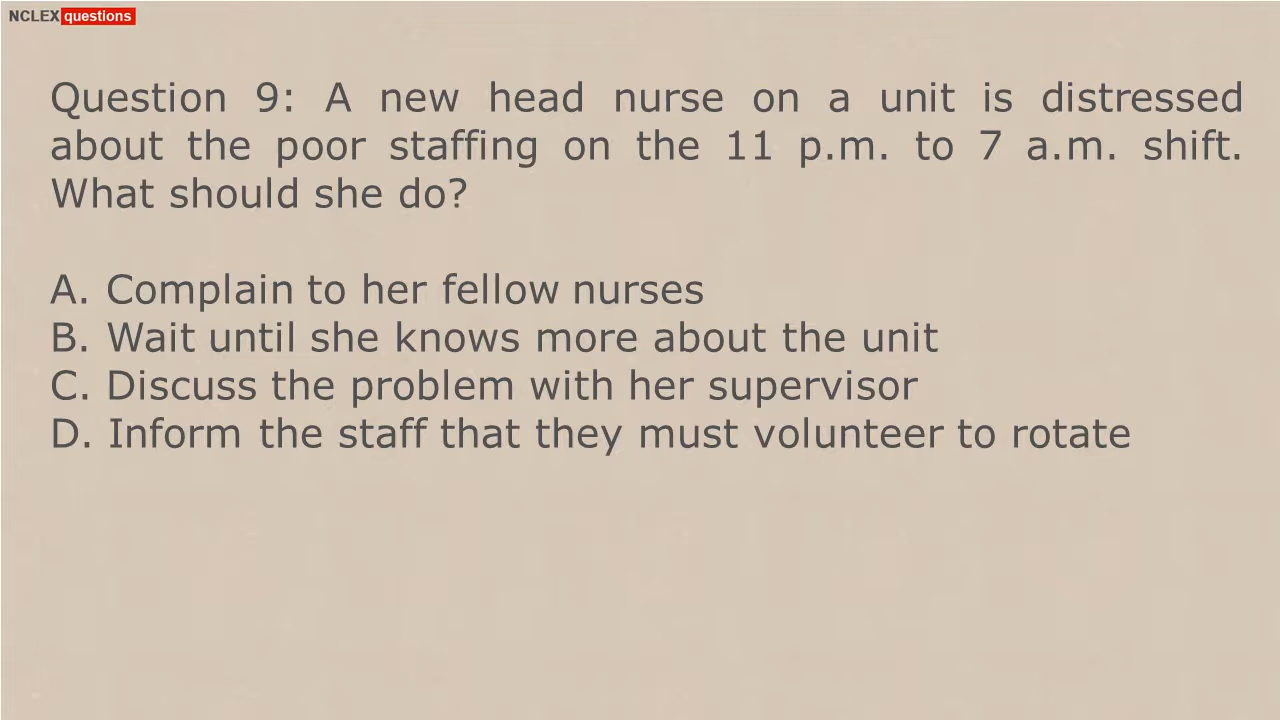 NCLEX questions
Question 9: A new head nurse on a unit is distressed
about the poor staffing on the 11 p.m. to 7 a.m. shift.
What should she do?
A. Complain to her fellow nurses
B. Wait until she knows more about the unit
C. Discuss the problem with her supervisor
D. Inform the staff that they must volunteer to rotate